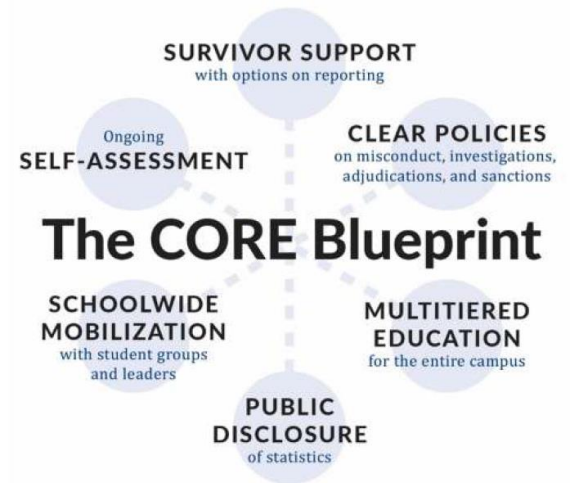 SURVIVOR SUPPORT
with options on reporting
Ongoing
SELF-ASSESSMENT
CLEAR POLICIES
on misconduct, investigations,
adjudications, and sanctions
The CORE Blueprint
SCHOOLWIDE
MOBILIZATION
with student groups
and leaders
MULTITIERED
EDUCATION
for the entire campus
PUBLIC
DISCLOSURE
of statistics